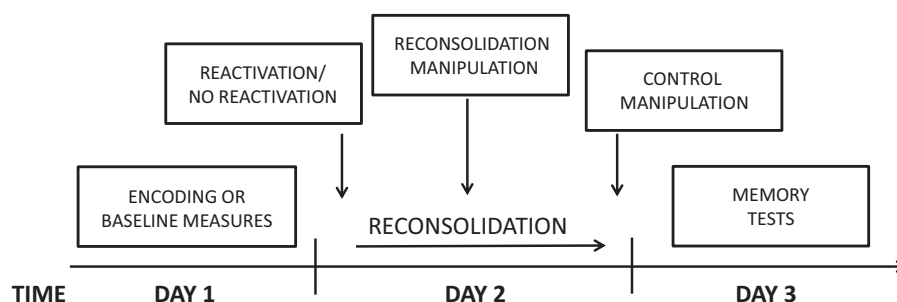 RECONSOLIDATION
MANIPULATION
REACTIVATION/
NO REACTIVATION
CONTROL
MANIPULATION
ENCODING OR
BASELINE MEASURES
MEMORY
TESTS
RECONSOLIDATION
TIME DAY 1 DAY 2 DAY 3